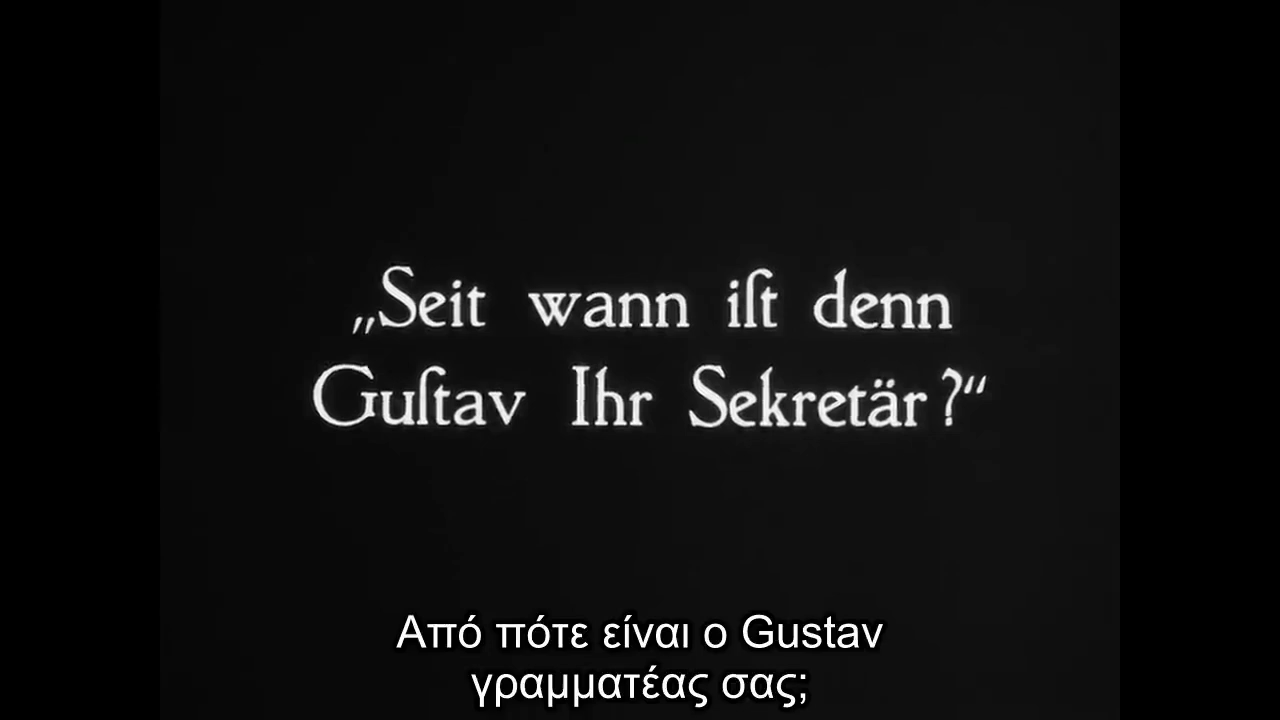 „Seit wann iſt denn
Guſtav Ihr Sekretär?“
Από πότε είναι ο Gustav
γραμματέας σας;